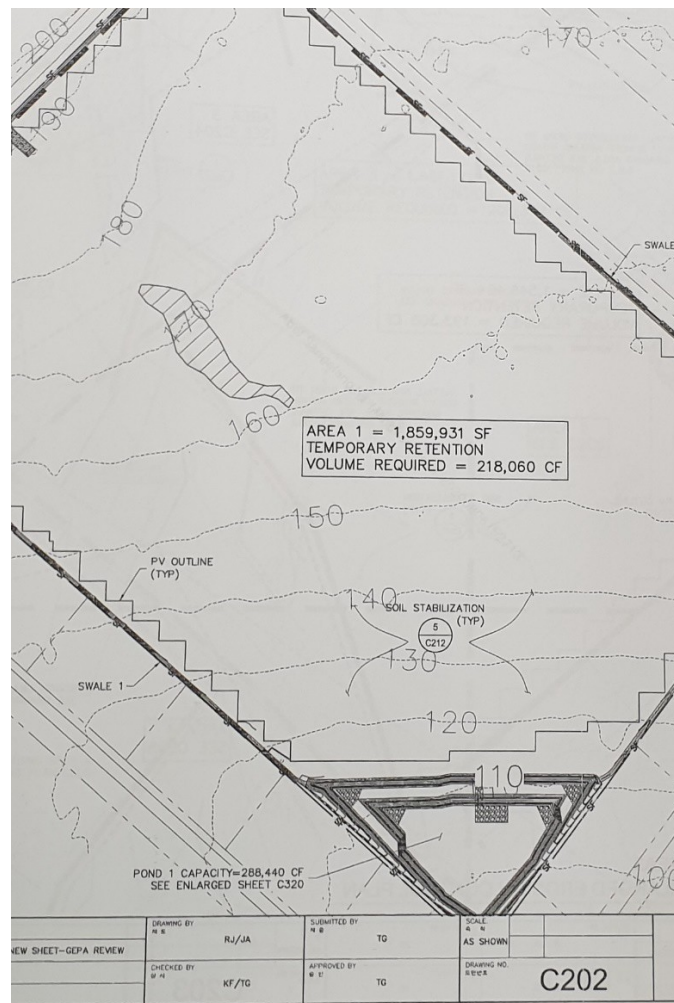 200
170
190
180
SWALE
170
160
AREA 1 = 1,859,931 SF
TEMPORARY RETENTION
VOLUME REQUIRED = 218,060 CF
150
PV OUTLINE
(TYP)
140
SOIL STABILIZATION
(TYP)
5
C212
130
SWALE 1
120
110
POND 1 CAPACITY=288,440 CF
SEE ENLARGED SHEET C320
100
NEW SHEET-GEPA REVIEW
DRAWING BY
RJ/JA
SUBMITTED BY
TG
SCALE
AS SHOWN
CHECKED BY
KF/TG
APPROVED BY
TG
DRAWING NO.
C202